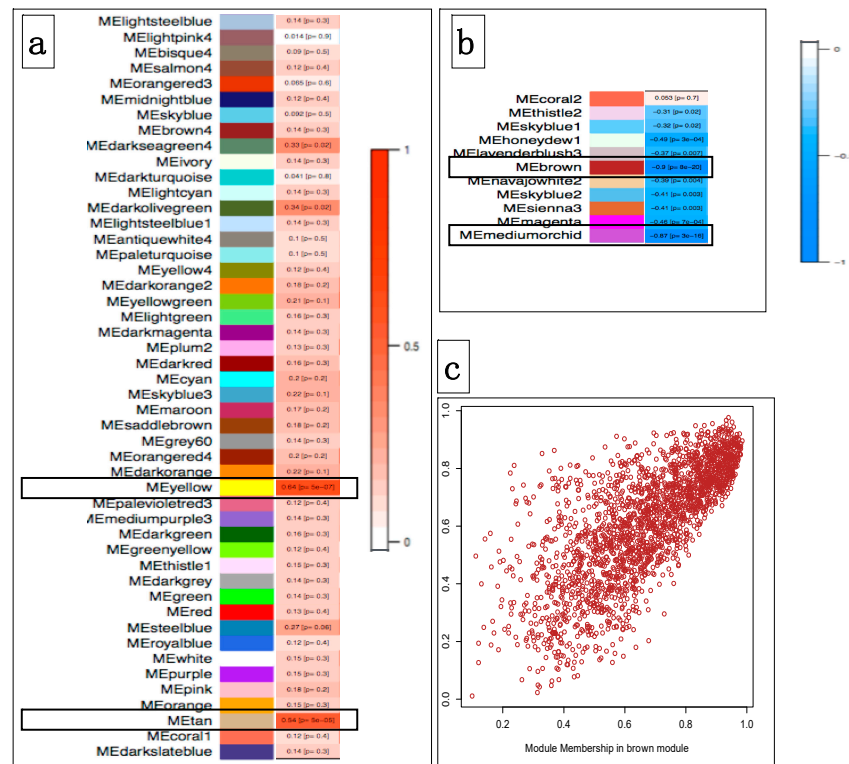 a
MElightsteelblue 0.14 [p= 0.3]
MElightpink4 0.014 [p= 0.9]
MEbisque4 0.09 [p= 0.5]
MEsalmon4 0.12 [p= 0.4]
MEorangered3 0.065 [p= 0.6]
MEmidnightblue 0.12 [p= 0.4]
MEskyblue 0.092 [p= 0.5]
MEbrown4 0.14 [p= 0.3]
MEdarkseagreen4 0.33 [p= 0.02]
MEivory 0.14 [p= 0.3]
MEdarkturquoise 0.041 [p= 0.8]
MElightcyan 0.14 [p= 0.3]
MEdarkolivegreen 0.34 [p= 0.02]
MElightsteelblue1 0.14 [p= 0.3]
MEantiquewhite4 0.1 [p= 0.5]
MEpaleturquoise 0.1 [p= 0.5]
MEyellow4 0.12 [p= 0.4]
MEdarkorange2 0.18 [p= 0.2]
MEyellowgreen 0.21 [p= 0.1]
MElightgreen 0.16 [p= 0.3]
MEdarkmagenta 0.14 [p= 0.3]
MEplum2 0.13 [p= 0.3]
MEdarkred 0.16 [p= 0.3]
MEcyan 0.2 [p= 0.2]
MEskyblue3 0.22 [p= 0.1]
MEmaroon 0.17 [p= 0.2]
MEsaddlebrown 0.18 [p= 0.2]
MEgrey60 0.14 [p= 0.3]
MEorangered4 0.2 [p= 0.2]
MEdarkorange 0.22 [p= 0.1]
MEyellow 0.64 [p= 5e-07]
MEpalevioletred3 0.12 [p= 0.4]
MEmediumpurple3 0.14 [p= 0.3]
MEdarkgreen 0.16 [p= 0.3]
MEgreenyellow 0.12 [p= 0.4]
MEthistle1 0.15 [p= 0.3]
MEdarkgrey 0.14 [p= 0.3]
MEgreen 0.14 [p= 0.3]
MEred 0.13 [p= 0.4]
MEsteelblue 0.27 [p= 0.06]
MEroyalblue 0.12 [p= 0.4]
MEwhite 0.15 [p= 0.3]
MEpurple 0.15 [p= 0.3]
MEpink 0.18 [p= 0.2]
MEorange 0.15 [p= 0.3]
MEtan 0.54 [p= 5e-05]
MEcoral1 0.12 [p= 0.4]
MEdarkslateblue 0.14 [p= 0.3]
1
0.5
0
b
MEcoral2 0.053 [p= 0.7]
MEthistle2 −0.31 [p= 0.02]
MEskyblue1 −0.32 [p= 0.02]
MEhoneydew1 −0.49 [p= 3e−04]
MElavenderblush3 −0.37 [p= 0.007]
MEbrown −0.9 [p= 8e−20]
MEnavajowhite2 −0.39 [p= 0.004]
MEskyblue2 −0.41 [p= 0.003]
MEsienna3 −0.41 [p= 0.003]
MEmagenta −0.46 [p= 7e−04]
MEmediumorchid −0.87 [p= 3e−16]
0
−0.
−1
c
1.0
0.8
0.6
0.4
0.2
0.0
0.2 0.4 0.6 0.8 1.0
Module Membership in brown module